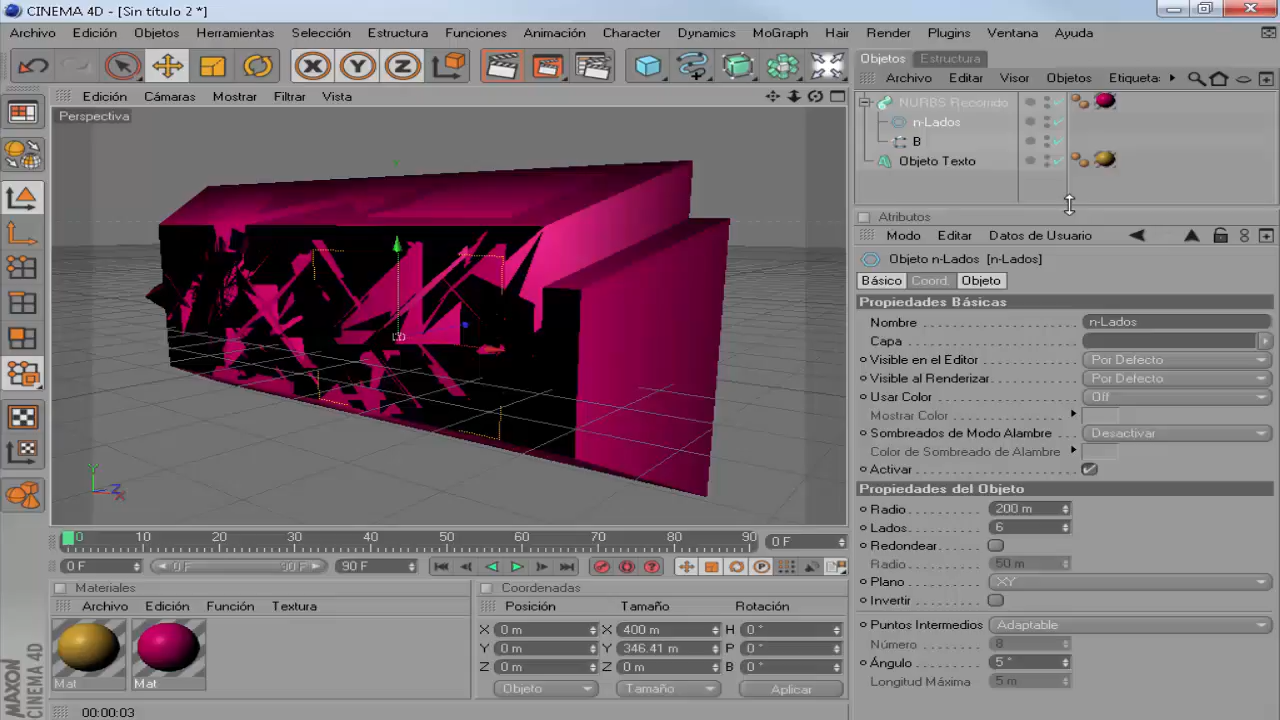 CINEMA 4D - [Sin título 2 *]
Archivo Edición Objetos Herramientas Selección Estructura Funciones Animación Character Dynamics MoGraph Hair Render Plugins Ventana Ayuda
X Y Z
Objetos Estructura
Archivo Editar Visor Objetos Etiqueta:
Edición Cámaras Mostrar Filtrar Vista
Perspectiva
NURBS Recorrido
n-Lados
B
Objeto Texto
Atributos
Modo Editar Datos de Usuario
Objeto n-Lados [n-Lados]
Básico Coord. Objeto
Propiedades Básicas
Nombre n-Lados
Capa
Visible en el Editor Por Defecto
Visible al Renderizar Por Defecto
Usar Color Off
Mostrar Color
Sombreados de Modo Alambre Desactivar
Color de Sombreado de Alambre
Activar
Propiedades del Objeto
Radio 200 m
Lados 6
Redondear
Radio 50 m
Plano XY
Invertir
Puntos Intermedios Adaptable
Número 8
Ángulo 5 °
Longitud Máxima 5 m
Y
Z
X
0 10 20 30 40 50 60 70 80 90 0 F
0 F 0 F 90 F 90 F
Materiales
Archivo Edición Función Textura
Mat Mat
Coordenadas
Posición Tamaño Rotación
X 0 m X 400 m H 0 °
Y 0 m Y 346.41 m P 0 °
Z 0 m Z 0 m B 0 °
Objeto Tamaño Aplicar
MAXON
CINEMA 4D
00:00:03